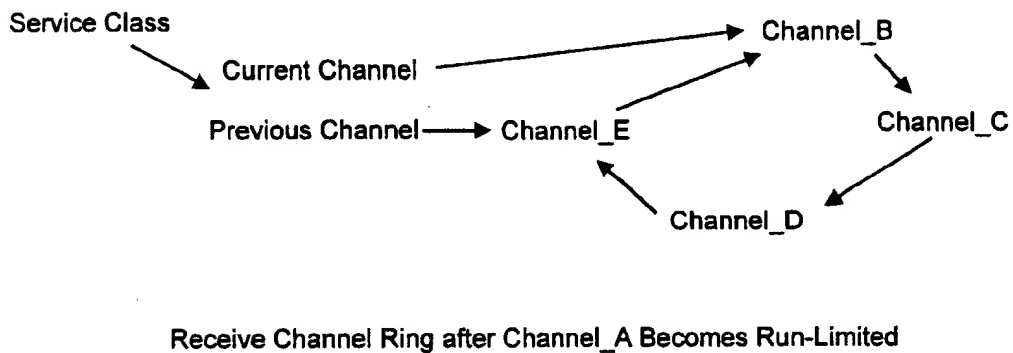 Service Class
Channel_B
Current Channel
Channel_C
Previous Channel
Channel_E
Channel_D
Receive Channel Ring after Channel_A Becomes Run-Limited